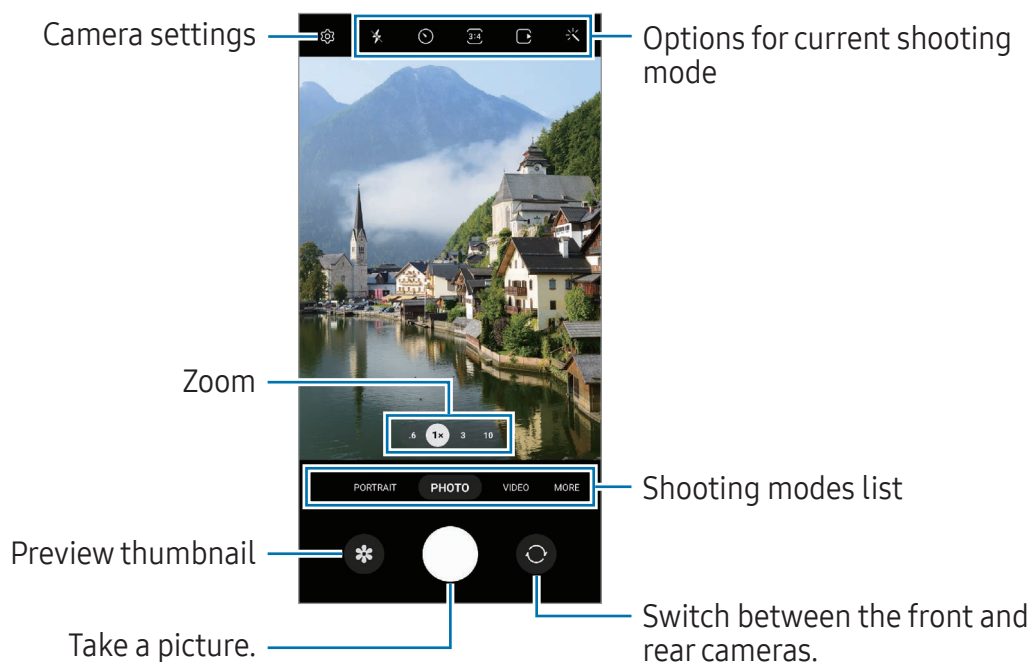 Camera settings
3:4
Options for current shooting
mode
Zoom
.6 1× 3 10
PORTRAIT PHOTO VIDEO MORE
Shooting modes list
Preview thumbnail
Take a picture.
Switch between the front and
rear cameras.